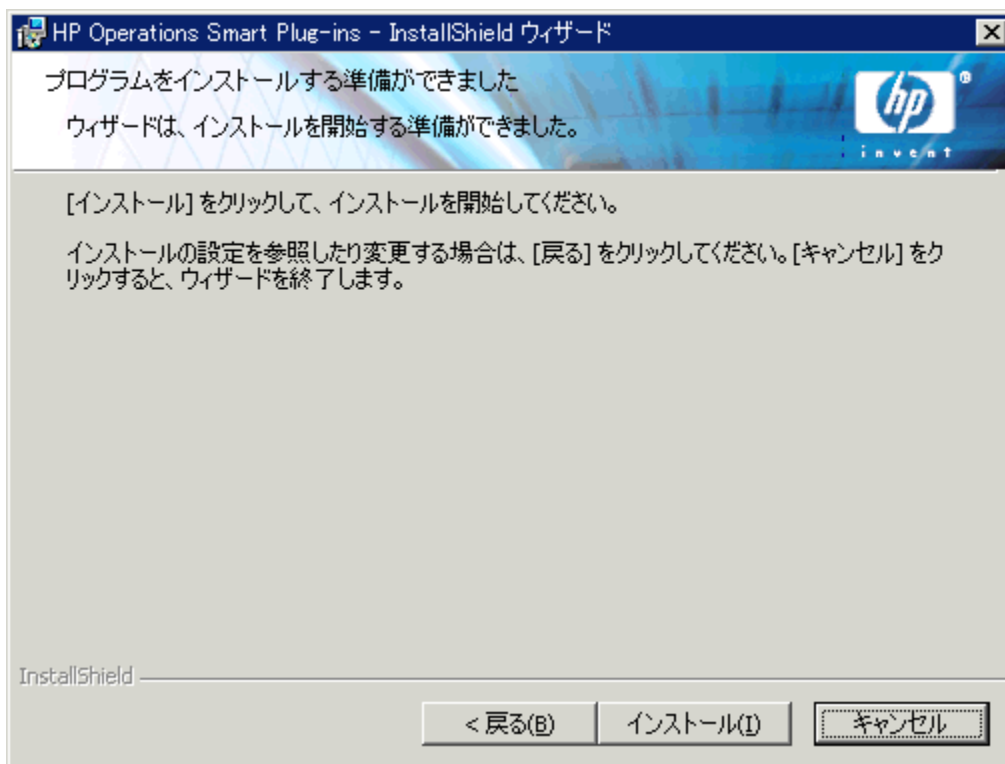 HP Operations Smart Plug-ins - InstallShield ウィザード
プログラムをインストールする準備ができました
ウィザードは、インストールを開始する準備ができました。
hp
®
invent
[インストール] をクリックして、インストールを開始してください。
インストールの設定を参照したり変更する場合は、[戻る] をクリックしてください。[キャンセル] をク
リックすると、ウィザードを終了します。
InstallShield
< 戻る(B)
インストール(I)
キャンセル